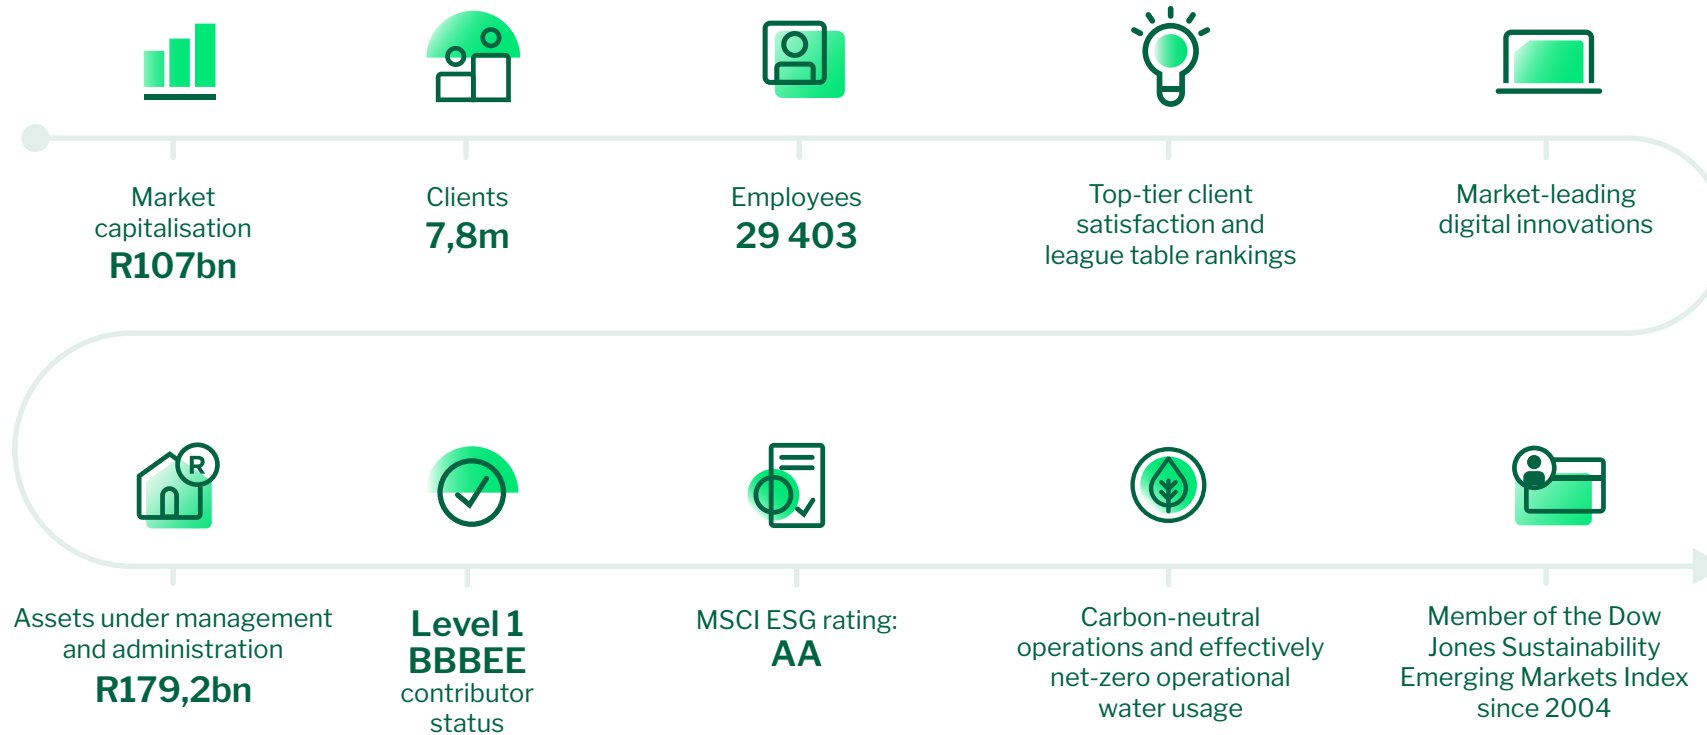 Market
capitalisation
R107bn
Clients
7,8m
Employees
29 403
Top-tier client
satisfaction and
league table rankings
Market-leading
digital innovations
R
Assets under management
and administration
R179,2bn
Level 1
BBBEE
contributor
status
MSCI ESG rating:
AA
Carbon-neutral
operations and effectively
net-zero operational
water usage
Member of the Dow
Jones Sustainability
Emerging Markets Index
since 2004